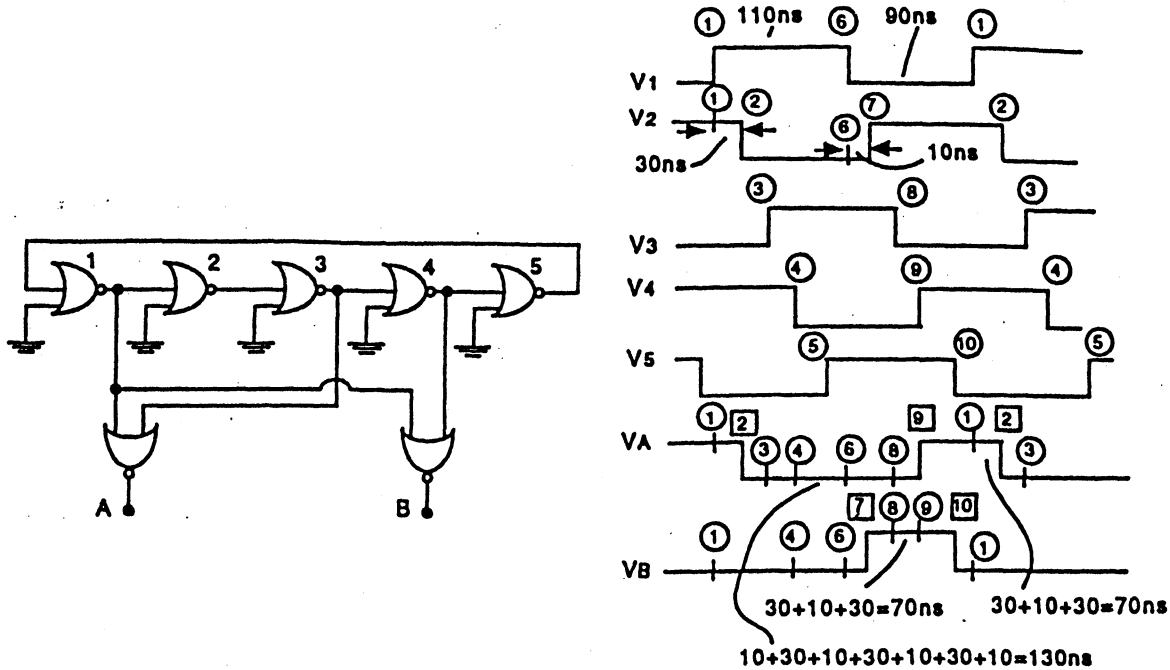 1 2 3 4 5
A B
1 110ns 6 90ns 1
V1
1 2 7 2
V2
6
30ns 10ns
3 8 3
V3
4 9 4
V4
5 10 5
V5
1 2 9 1 2
VA
3 4 6 8 3
7 8 9 10
1 4 6 1
VB
30+10+30=70ns 30+10+30=70ns
10+30+10+30+10+30+10=130ns